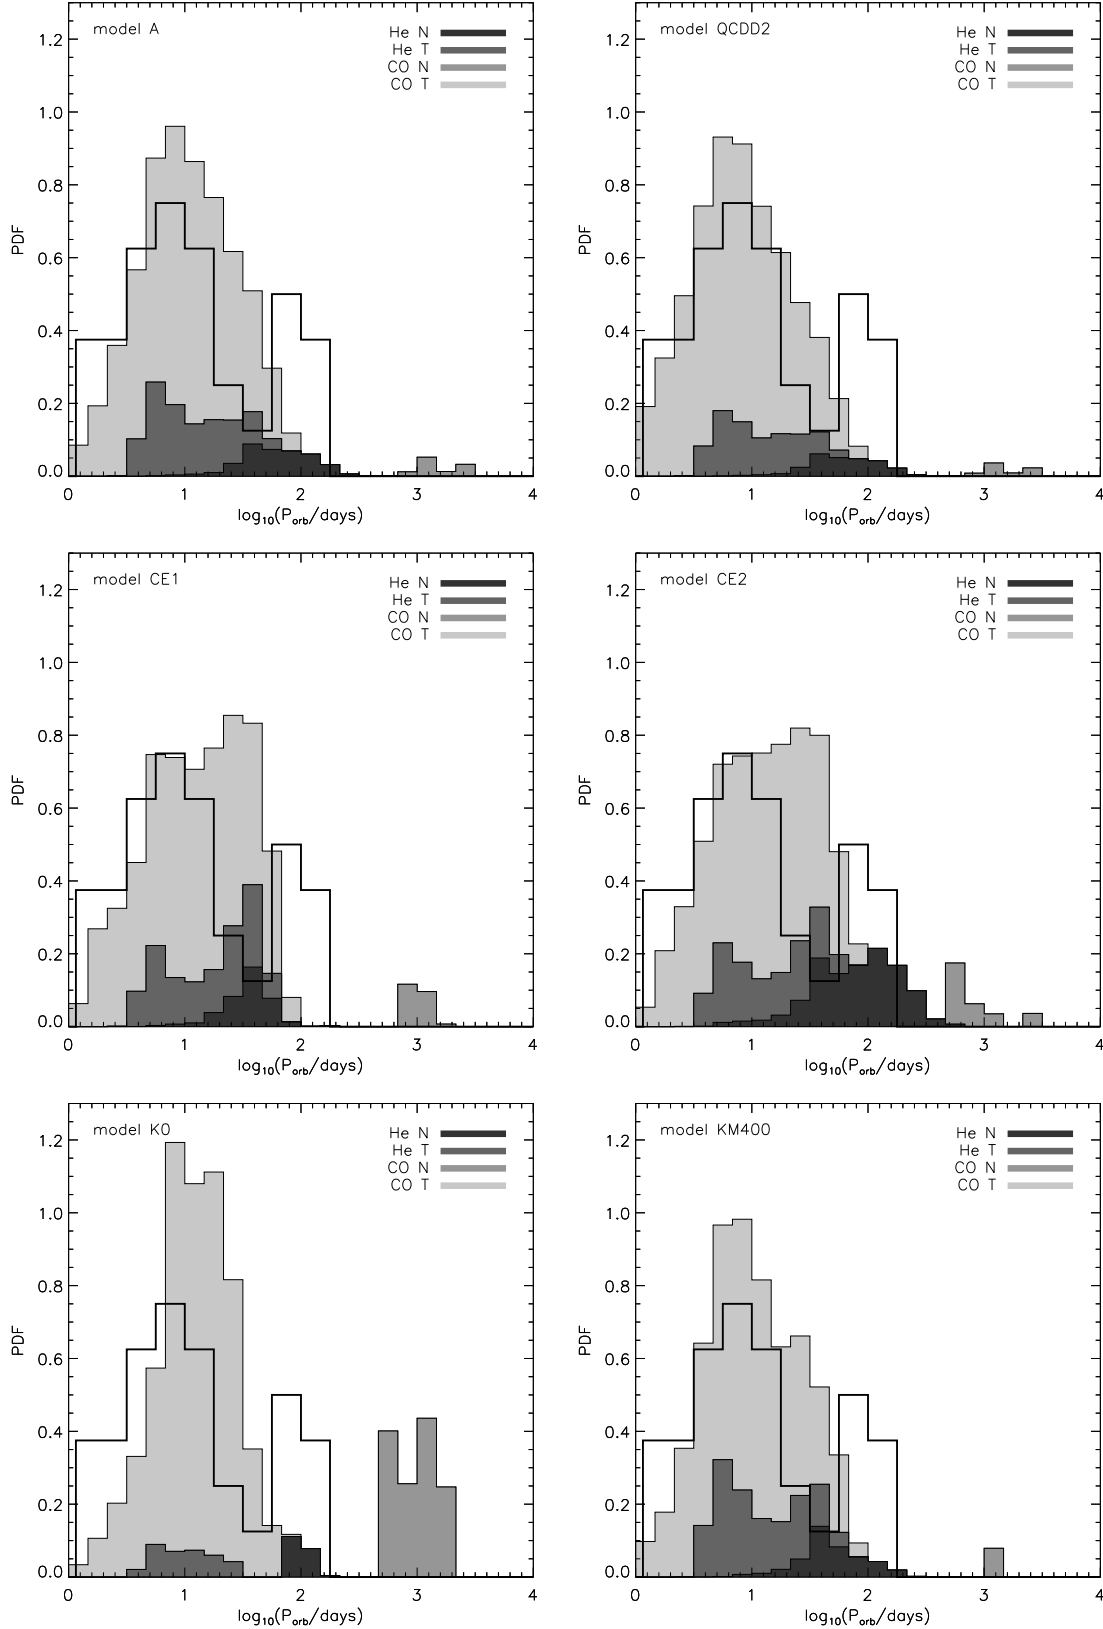 model A
He N
He T
CO N
CO T
1.2
1.0
0.8
0.6
0.4
0.2
0.0
PDF
0 1 2 3 4
log10(Porb/days)
model QCDD2
He N
He T
CO N
CO T
1.2
1.0
0.8
0.6
0.4
0.2
0.0
PDF
0 1 2 3 4
log10(Porb/days)
model CE1
He N
He T
CO N
CO T
1.2
1.0
0.8
0.6
0.4
0.2
0.0
PDF
0 1 2 3 4
log10(Porb/days)
model CE2
He N
He T
CO N
CO T
1.2
1.0
0.8
0.6
0.4
0.2
0.0
PDF
0 1 2 3 4
log10(Porb/days)
model K0
He N
He T
CO N
CO T
1.2
1.0
0.8
0.6
0.4
0.2
0.0
PDF
0 1 2 3 4
log10(Porb/days)
model KM400
He N
He T
CO N
CO T
1.2
1.0
0.8
0.6
0.4
0.2
0.0
PDF
0 1 2 3 4
log10(Porb/days)